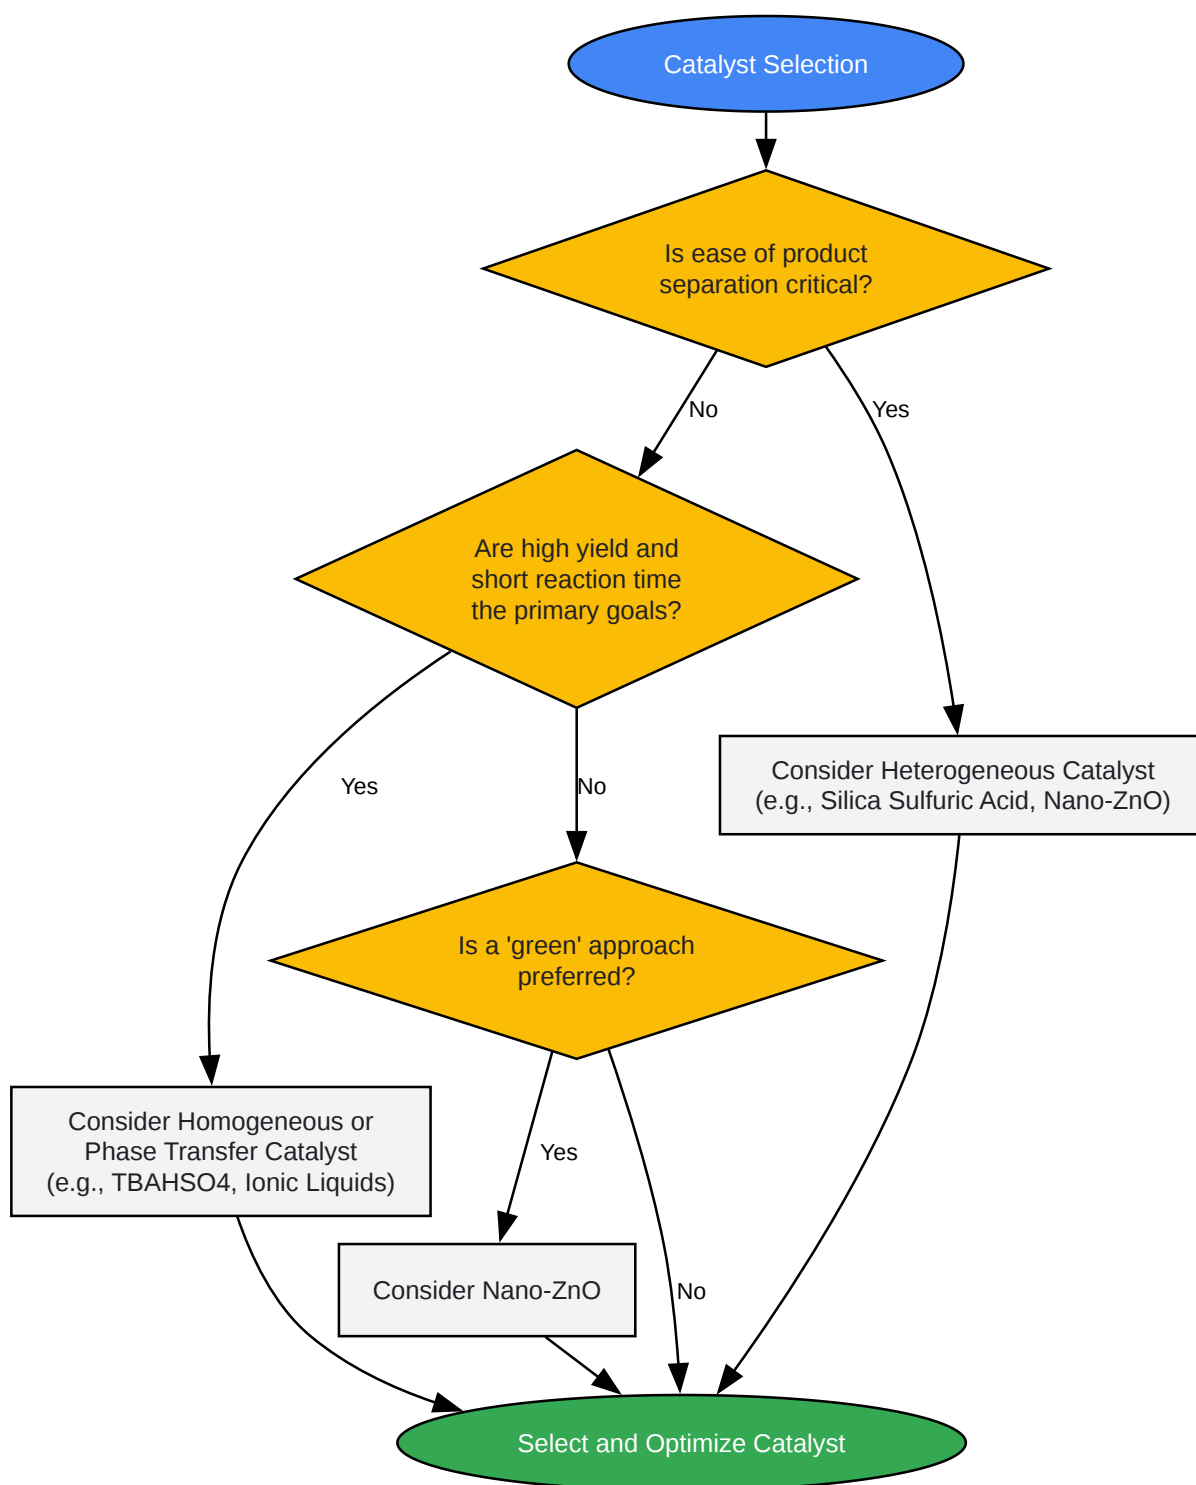 Catalyst Selection
Is ease of product
separation critical?
No
Yes
Are high yield and
short reaction time
the primary goals?
Yes
No
Consider Heterogeneous Catalyst
(e.g., Silica Sulfuric Acid, Nano-ZnO)
Is a 'green' approach
preferred?
Consider Homogeneous or
Phase Transfer Catalyst
(e.g., TBAHSO4, Ionic Liquids)
Yes
Consider Nano-ZnO
No
Select and Optimize Catalyst